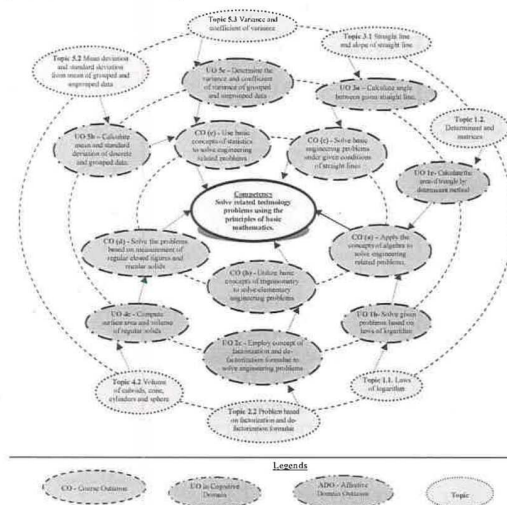 Topic 5.3 Variance and
coefficient of variance
Topic 5.2 Mean deviation
and standard deviation
from mean of grouped and
ungrouped data
Topic 3.1 Straight line
and slope of straight line
UO 5c - Determine the
variance and coefficient
of variance of grouped
and ungrouped data
UO 3a - Calculate angle
between given straight line.
Topic 1.2.
Determinant and
matrices
UO 5b - Calculate
mean and standard
deviation of discrete
and grouped data
CO (e) - Use basic
concepts of statistics
to solve engineering
related problems
CO (c) - Solve basic
engineering problems
under given conditions
of straight lines
UO 1c- Calculate the
area of triangle by
determinant method
Competency
Solve related technology
problems using the
principles of basic
mathematics.
CO (d) - Solve the problems
based on measurement of
regular closed figures and
regular solids
CO (a) - Apply the
concepts of algebra to
solve engineering
related problems.
CO (b) - Utilize basic
concepts of trigonometry
to solve elementary
engineering problems
UO 4c - Compute
surface area and volume
of regular solids
UO 1b- Solve given
problems based on
laws of logarithm
UO 2c - Employ concept of
factorization and de-
factorization formulae to
solve engineering problems
Topic 4.2 Volume
of cuboids, cone,
cylinders and sphere
Topic 1.1. Laws
of logarithm
Topic 2.2 Problem based
on factorization and de-
factorization formulae
Legends
CO - Course Outcome
UO in Cognitive
Domain
ADO - Affective
Domain Outcome
Topic